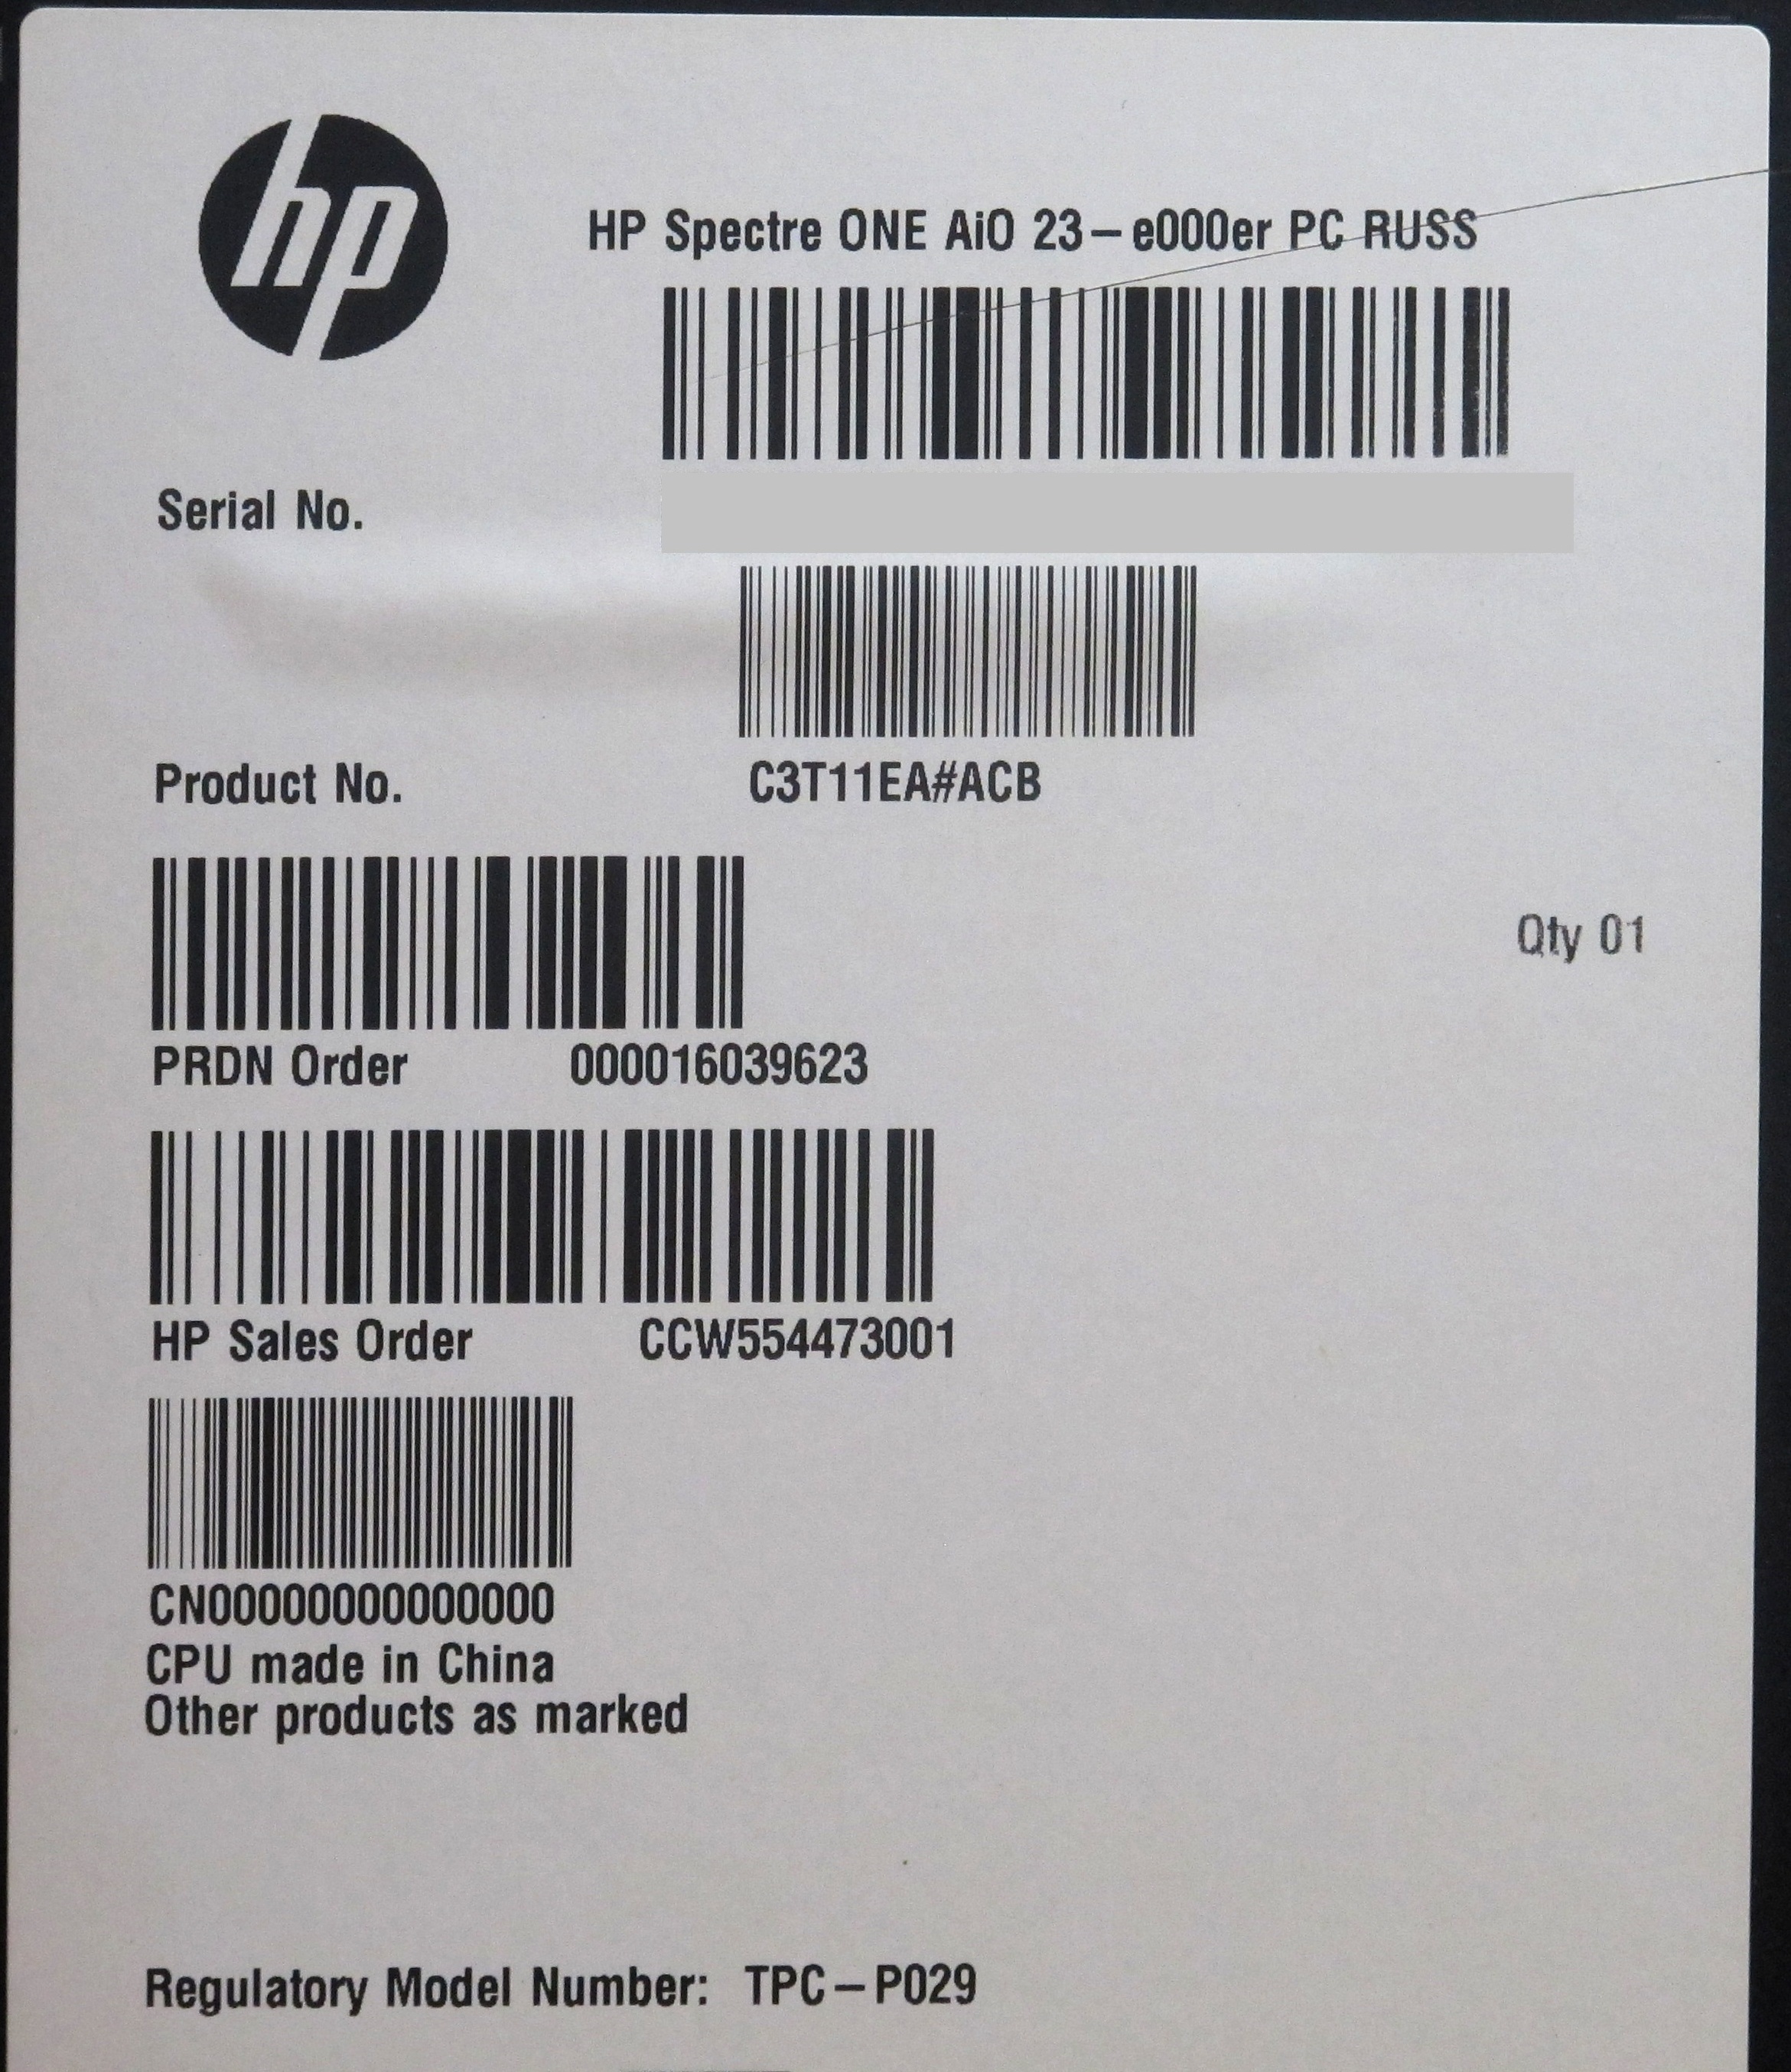 hp
HP Spectre ONE AiO 23-e000er PC RUSS
Serial No.
Product No. C3T11EA#ACB
Qty 01
PRDN Order 000016039623
HP Sales Order CCW554473001
CN00000000000000
CPU made in China
Other products as marked
Regulatory Model Number: TPC-P029